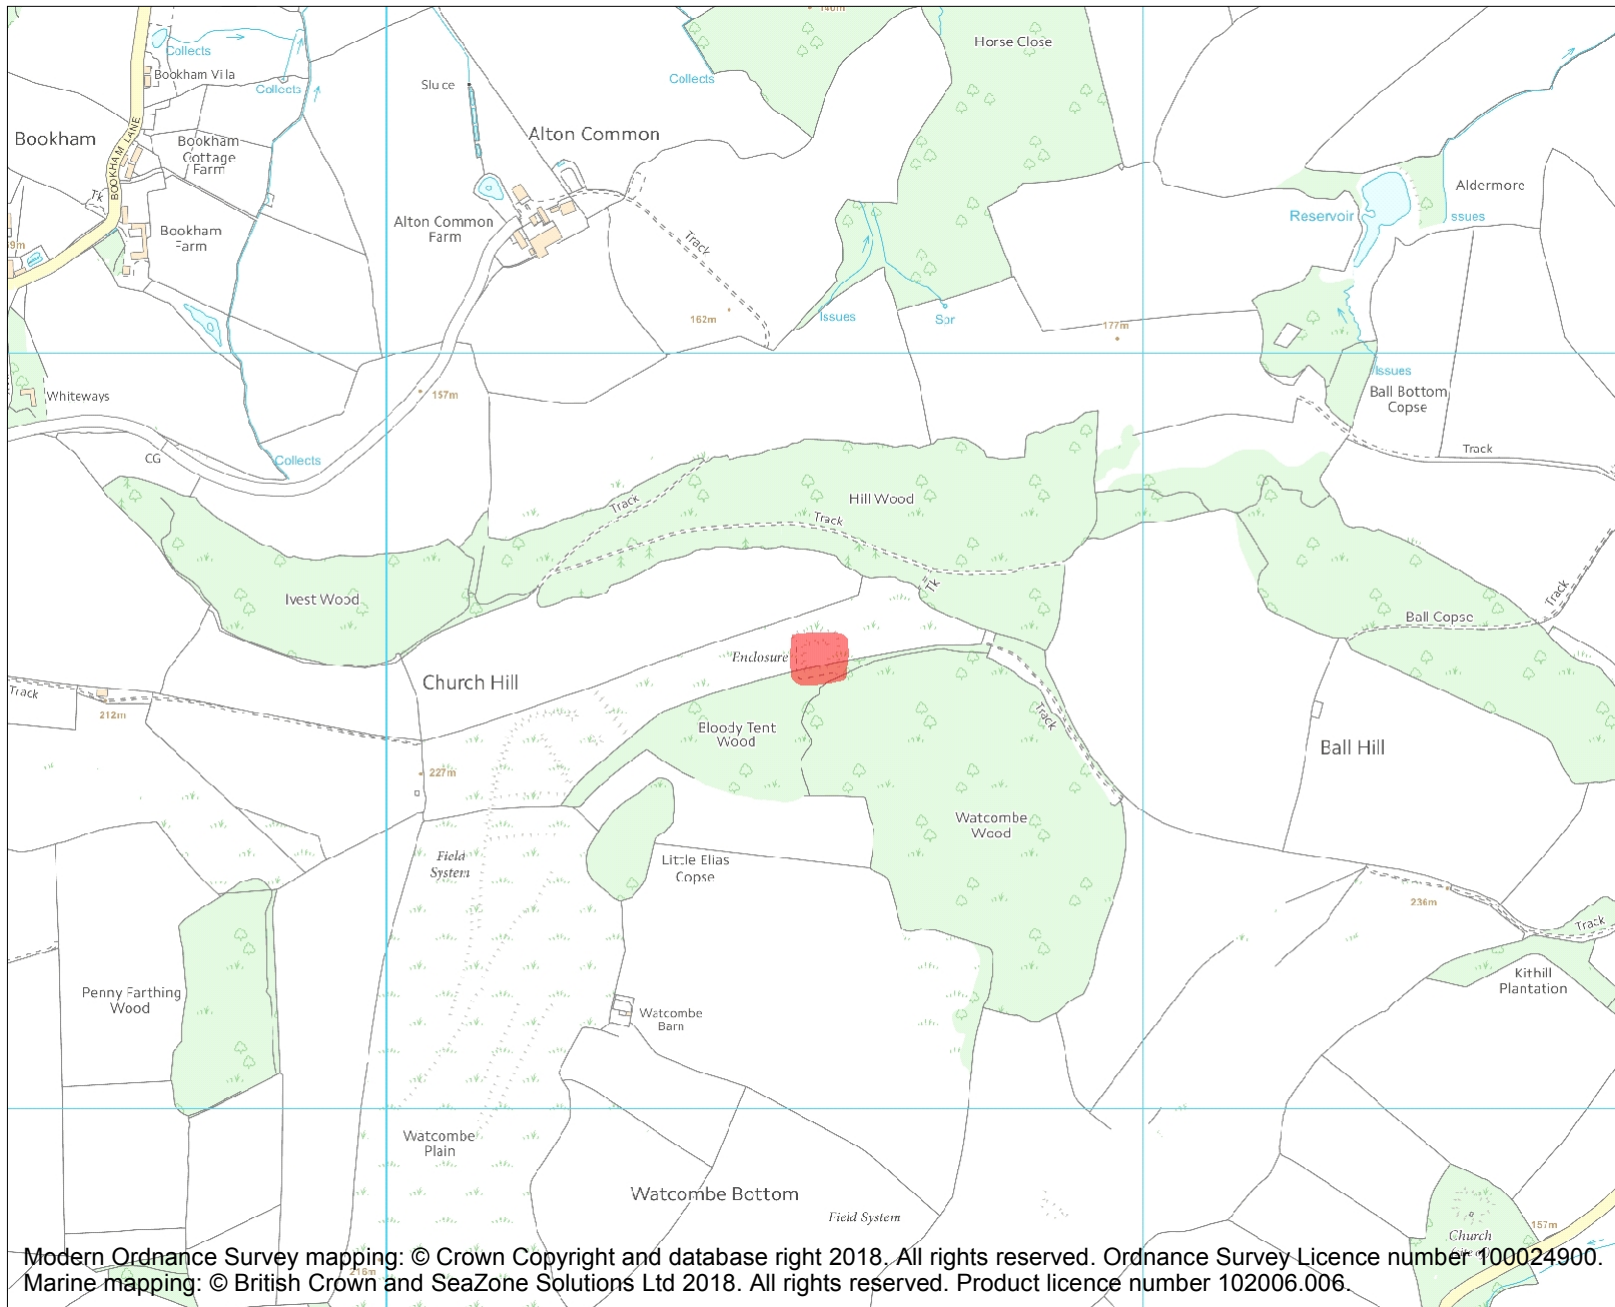 Collects
Bookham Vila
Collects
BOOKHAM LANE
Bookham
Bookham
Cottage
Farm
Tk
Bookham
Farm
Sluce
Alton Common
Alton Common
Farm
Track
162m
Collects
Horse Close
Issues
Spr
177m
Reservoir
Aldermore
ssues
Issues
Ball Bottom
Copse
Track
Whiteways
CG
157m
Collects
Track
Hill Wood
Track
Tk
Ivest Wood
Ball Copse
Track
Enclosure
Church Hill
Track
212m
Bloody Tent
Wood
Track
Ball Hill
227m
Watcombe
Wood
Field
System
Little Elias
Copse
236m
Track
Kithill
Plantation
Penny Farthing
Wood
Watcombe
Barn
Watcombe
Plain
Watcombe Bottom
Field System
Church
157m
216m
Modern Ordnance Survey mapping: © Crown Copyright and database right 2018. All rights reserved. Ordnance Survey Licence number 100024900.
Marine mapping: © British Crown and SeaZone Solutions Ltd 2018. All rights reserved. Product licence number 102006.006.